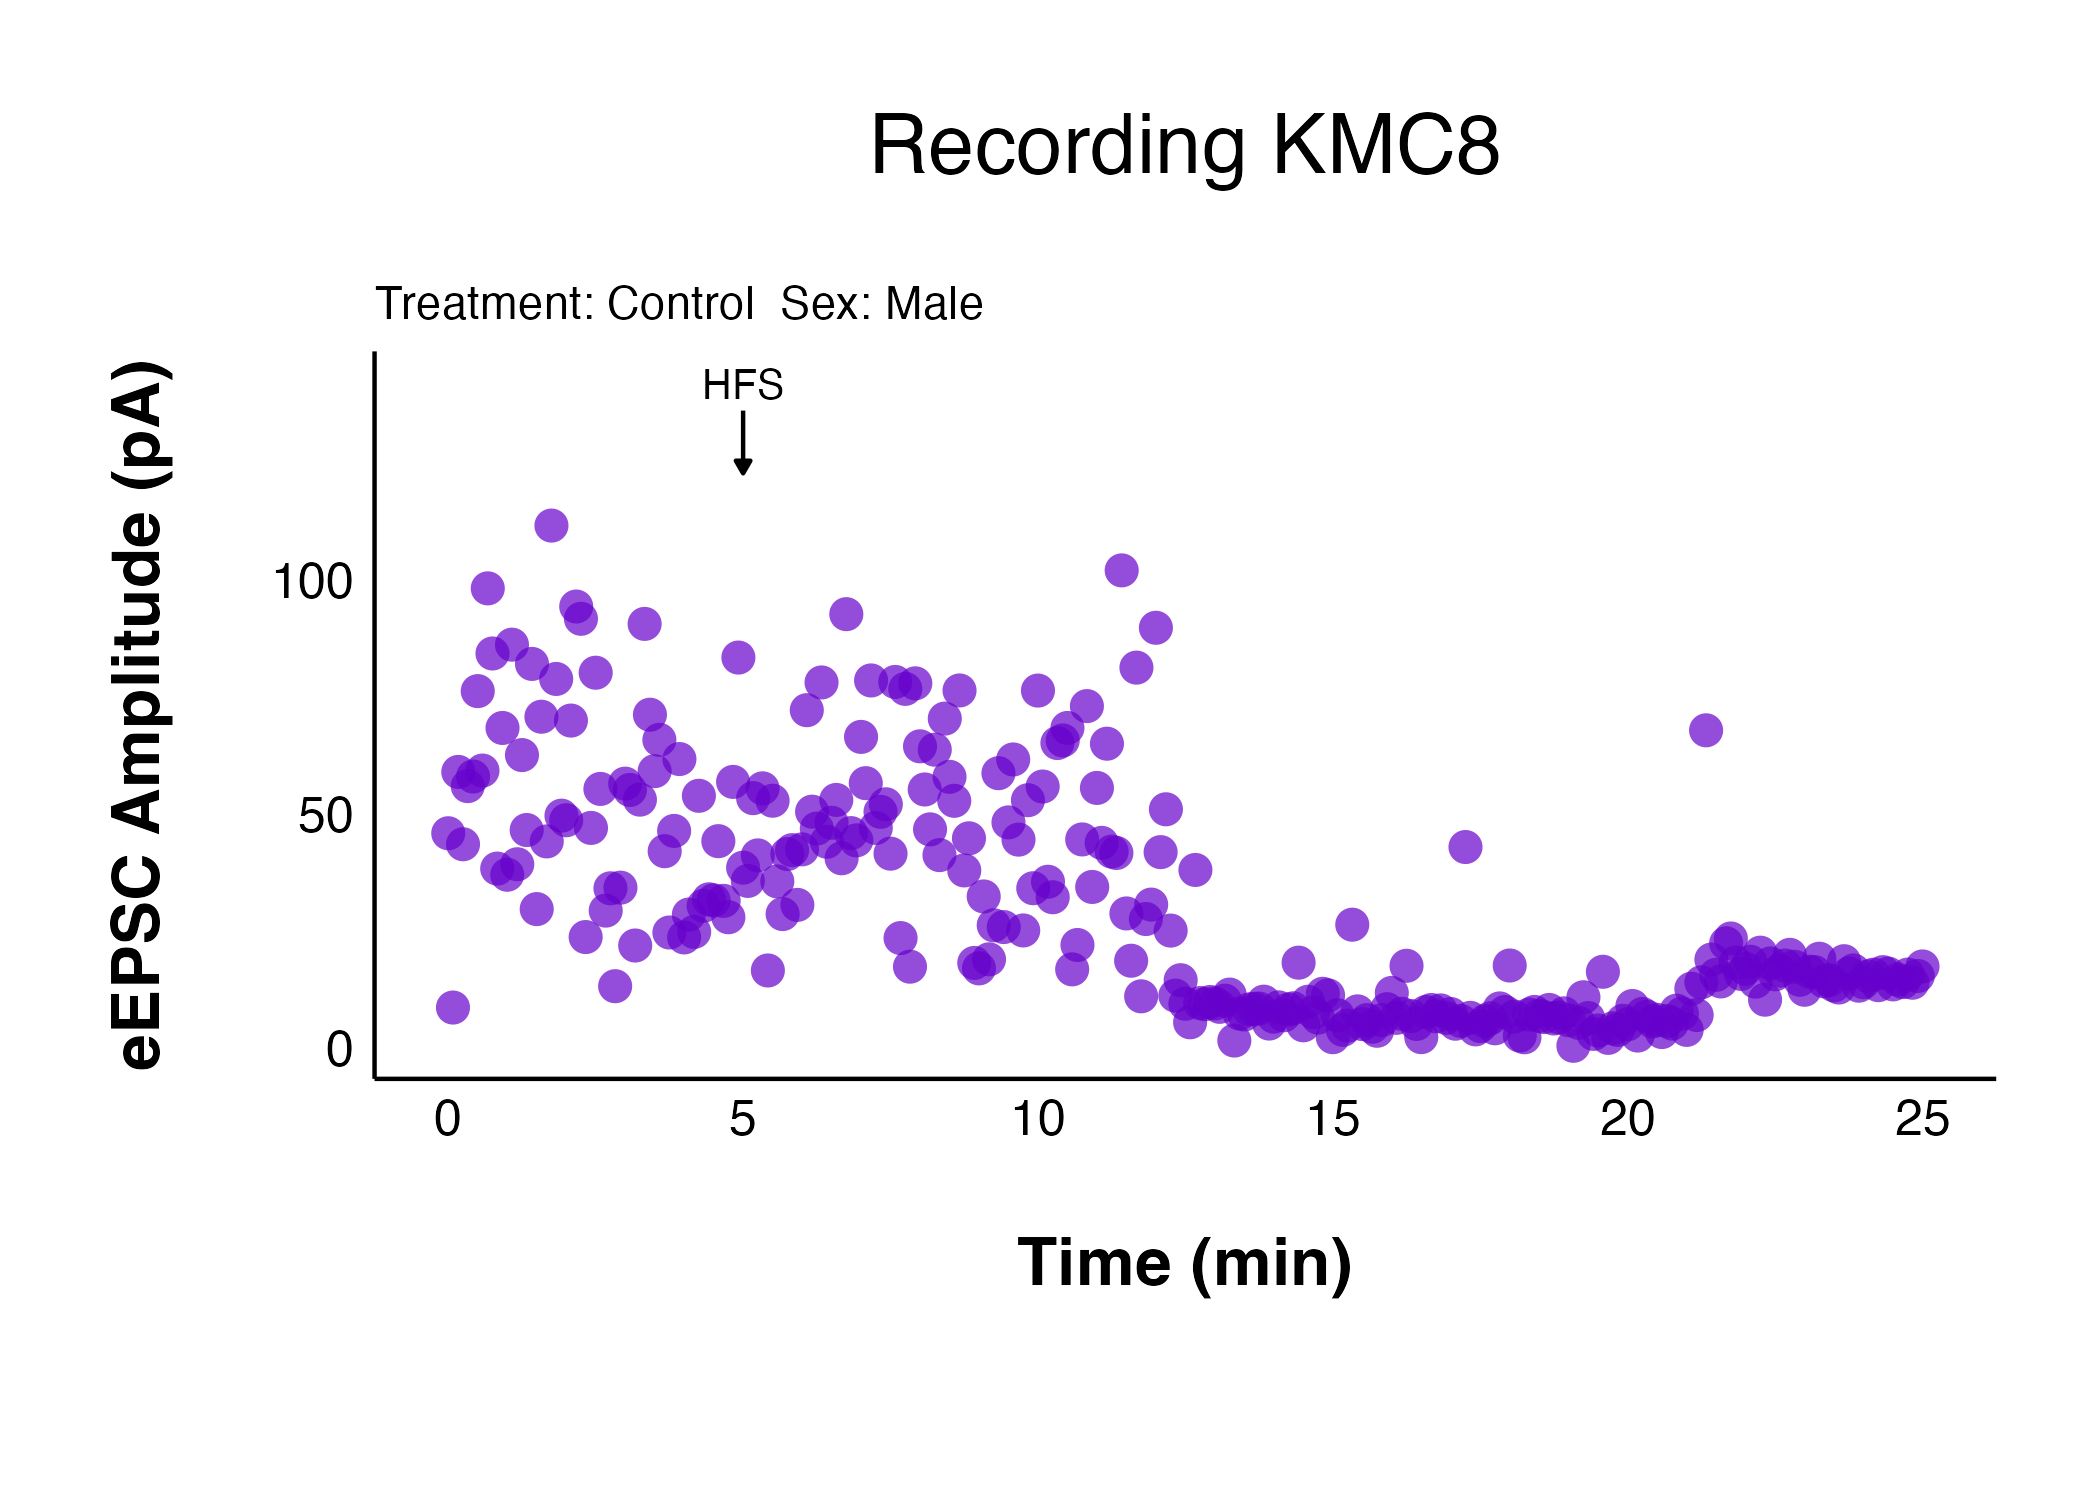 Recording KMC8
Treatment: Control  Sex: Male
HFS
eEPSC Amplitude (pA)
100
50
0
0 5 10 15 20 25
Time (min)